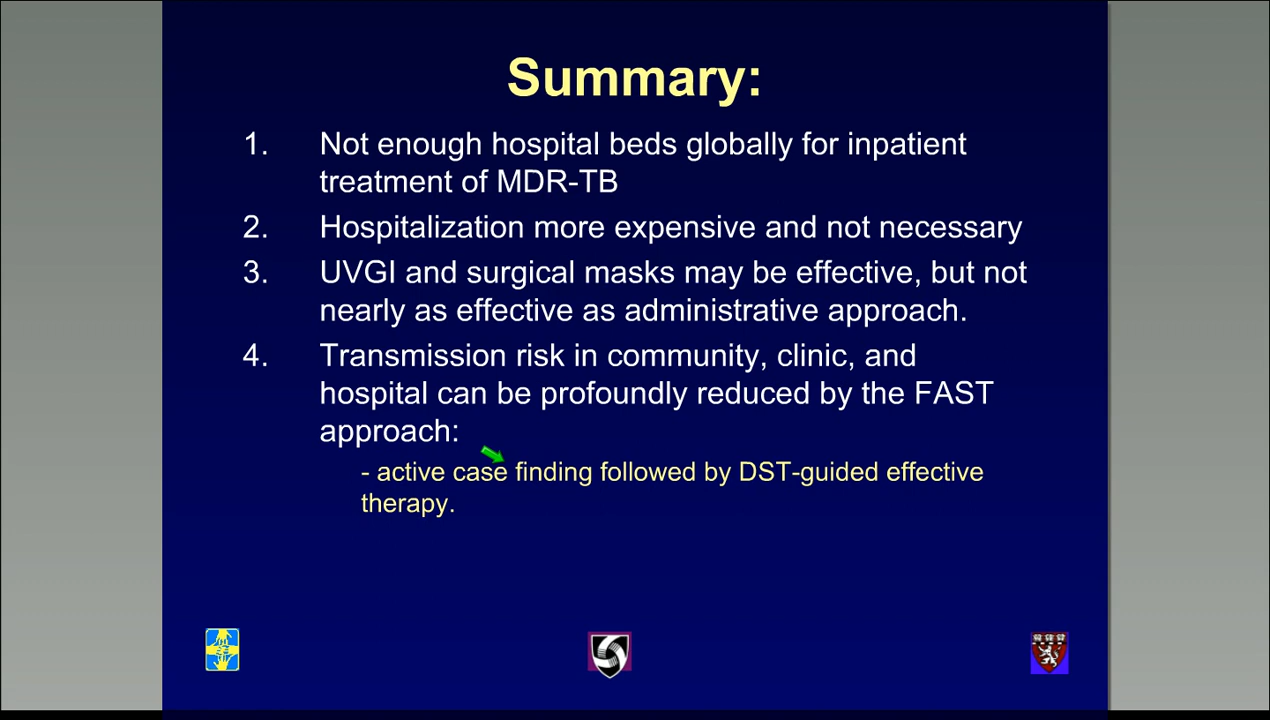 Summary:
1. Not enough hospital beds globally for inpatient
treatment of MDR-TB
2. Hospitalization more expensive and not necessary
3. UVGI and surgical masks may be effective, but not
nearly as effective as administrative approach.
4. Transmission risk in community, clinic, and
hospital can be profoundly reduced by the FAST
approach:
- active case finding followed by DST-guided effective
therapy.